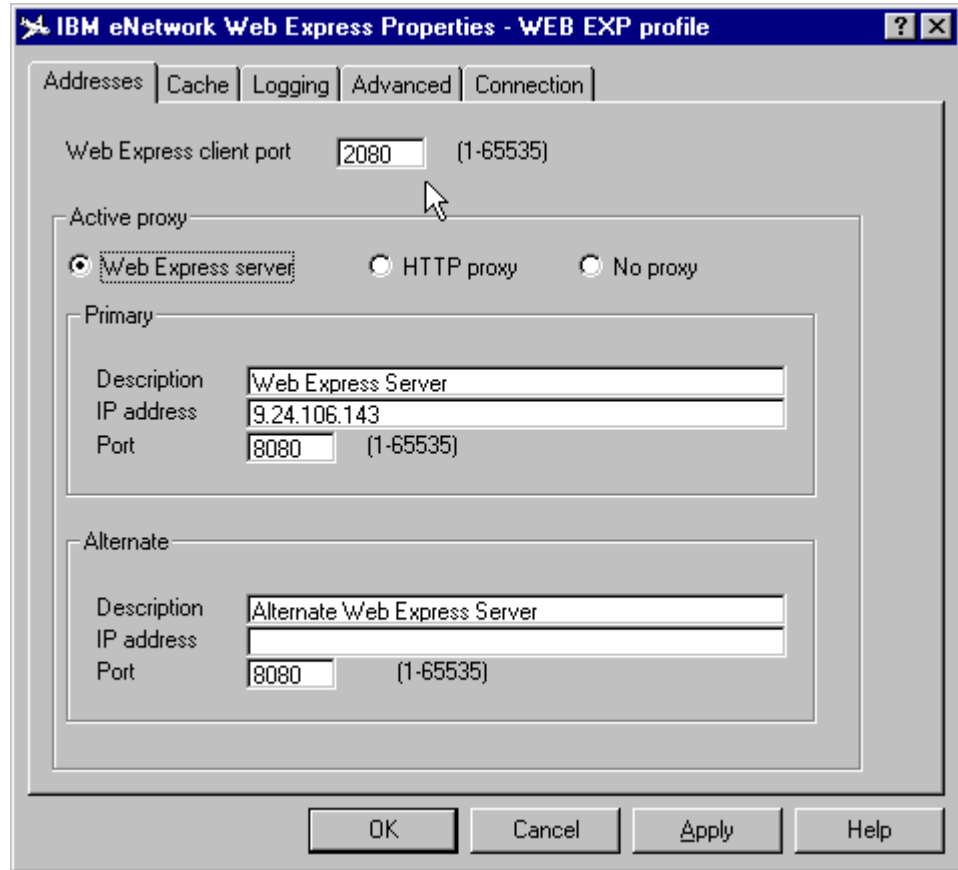 IBM eNetwork Web Express Properties - WEB EXP profile
Addresses Cache Logging Advanced Connection
Web Express client port 2080 (1-65535)
Active proxy
Web Express server HTTP proxy No proxy
Primary
Description Web Express Server
IP address 9.24.106.143
Port 8080 (1-65535)
Alternate
Description Alternate Web Express Server
IP address
Port 8080 (1-65535)
OK Cancel Apply Help